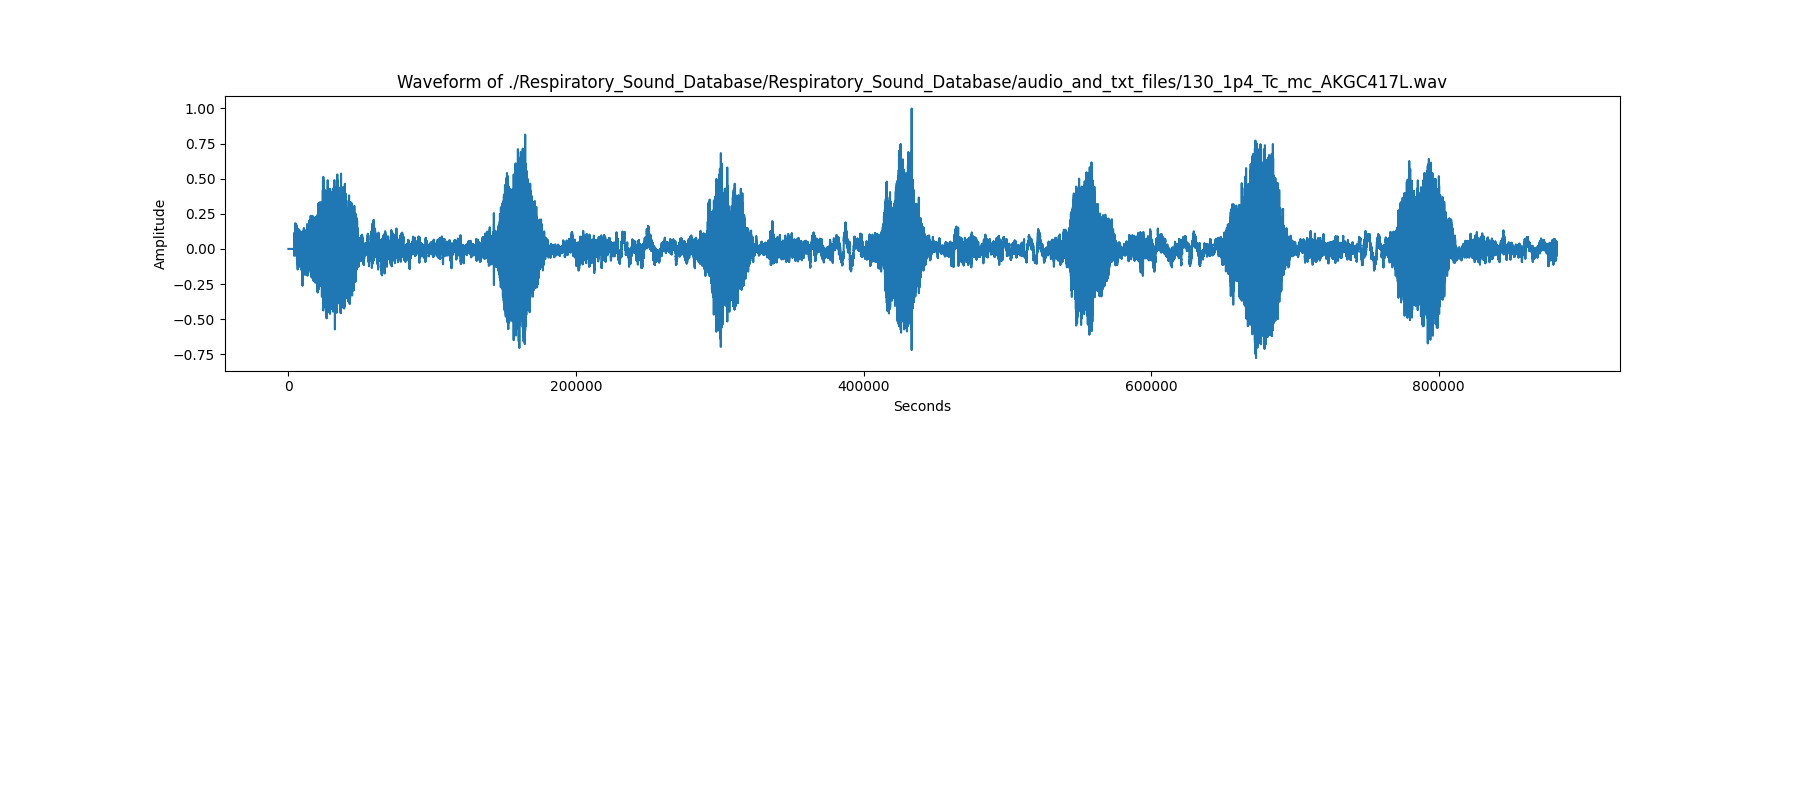 Waveform of ./Respiratory_Sound_Database/Respiratory_Sound_Database/audio_and_txt_files/130_1p4_Tc_mc_AKGC417L.wav
1.00
0.75
0.50
0.25
0.00
−0.25
−0.50
−0.75
Amplitude
0 200000 400000 600000 800000
Seconds